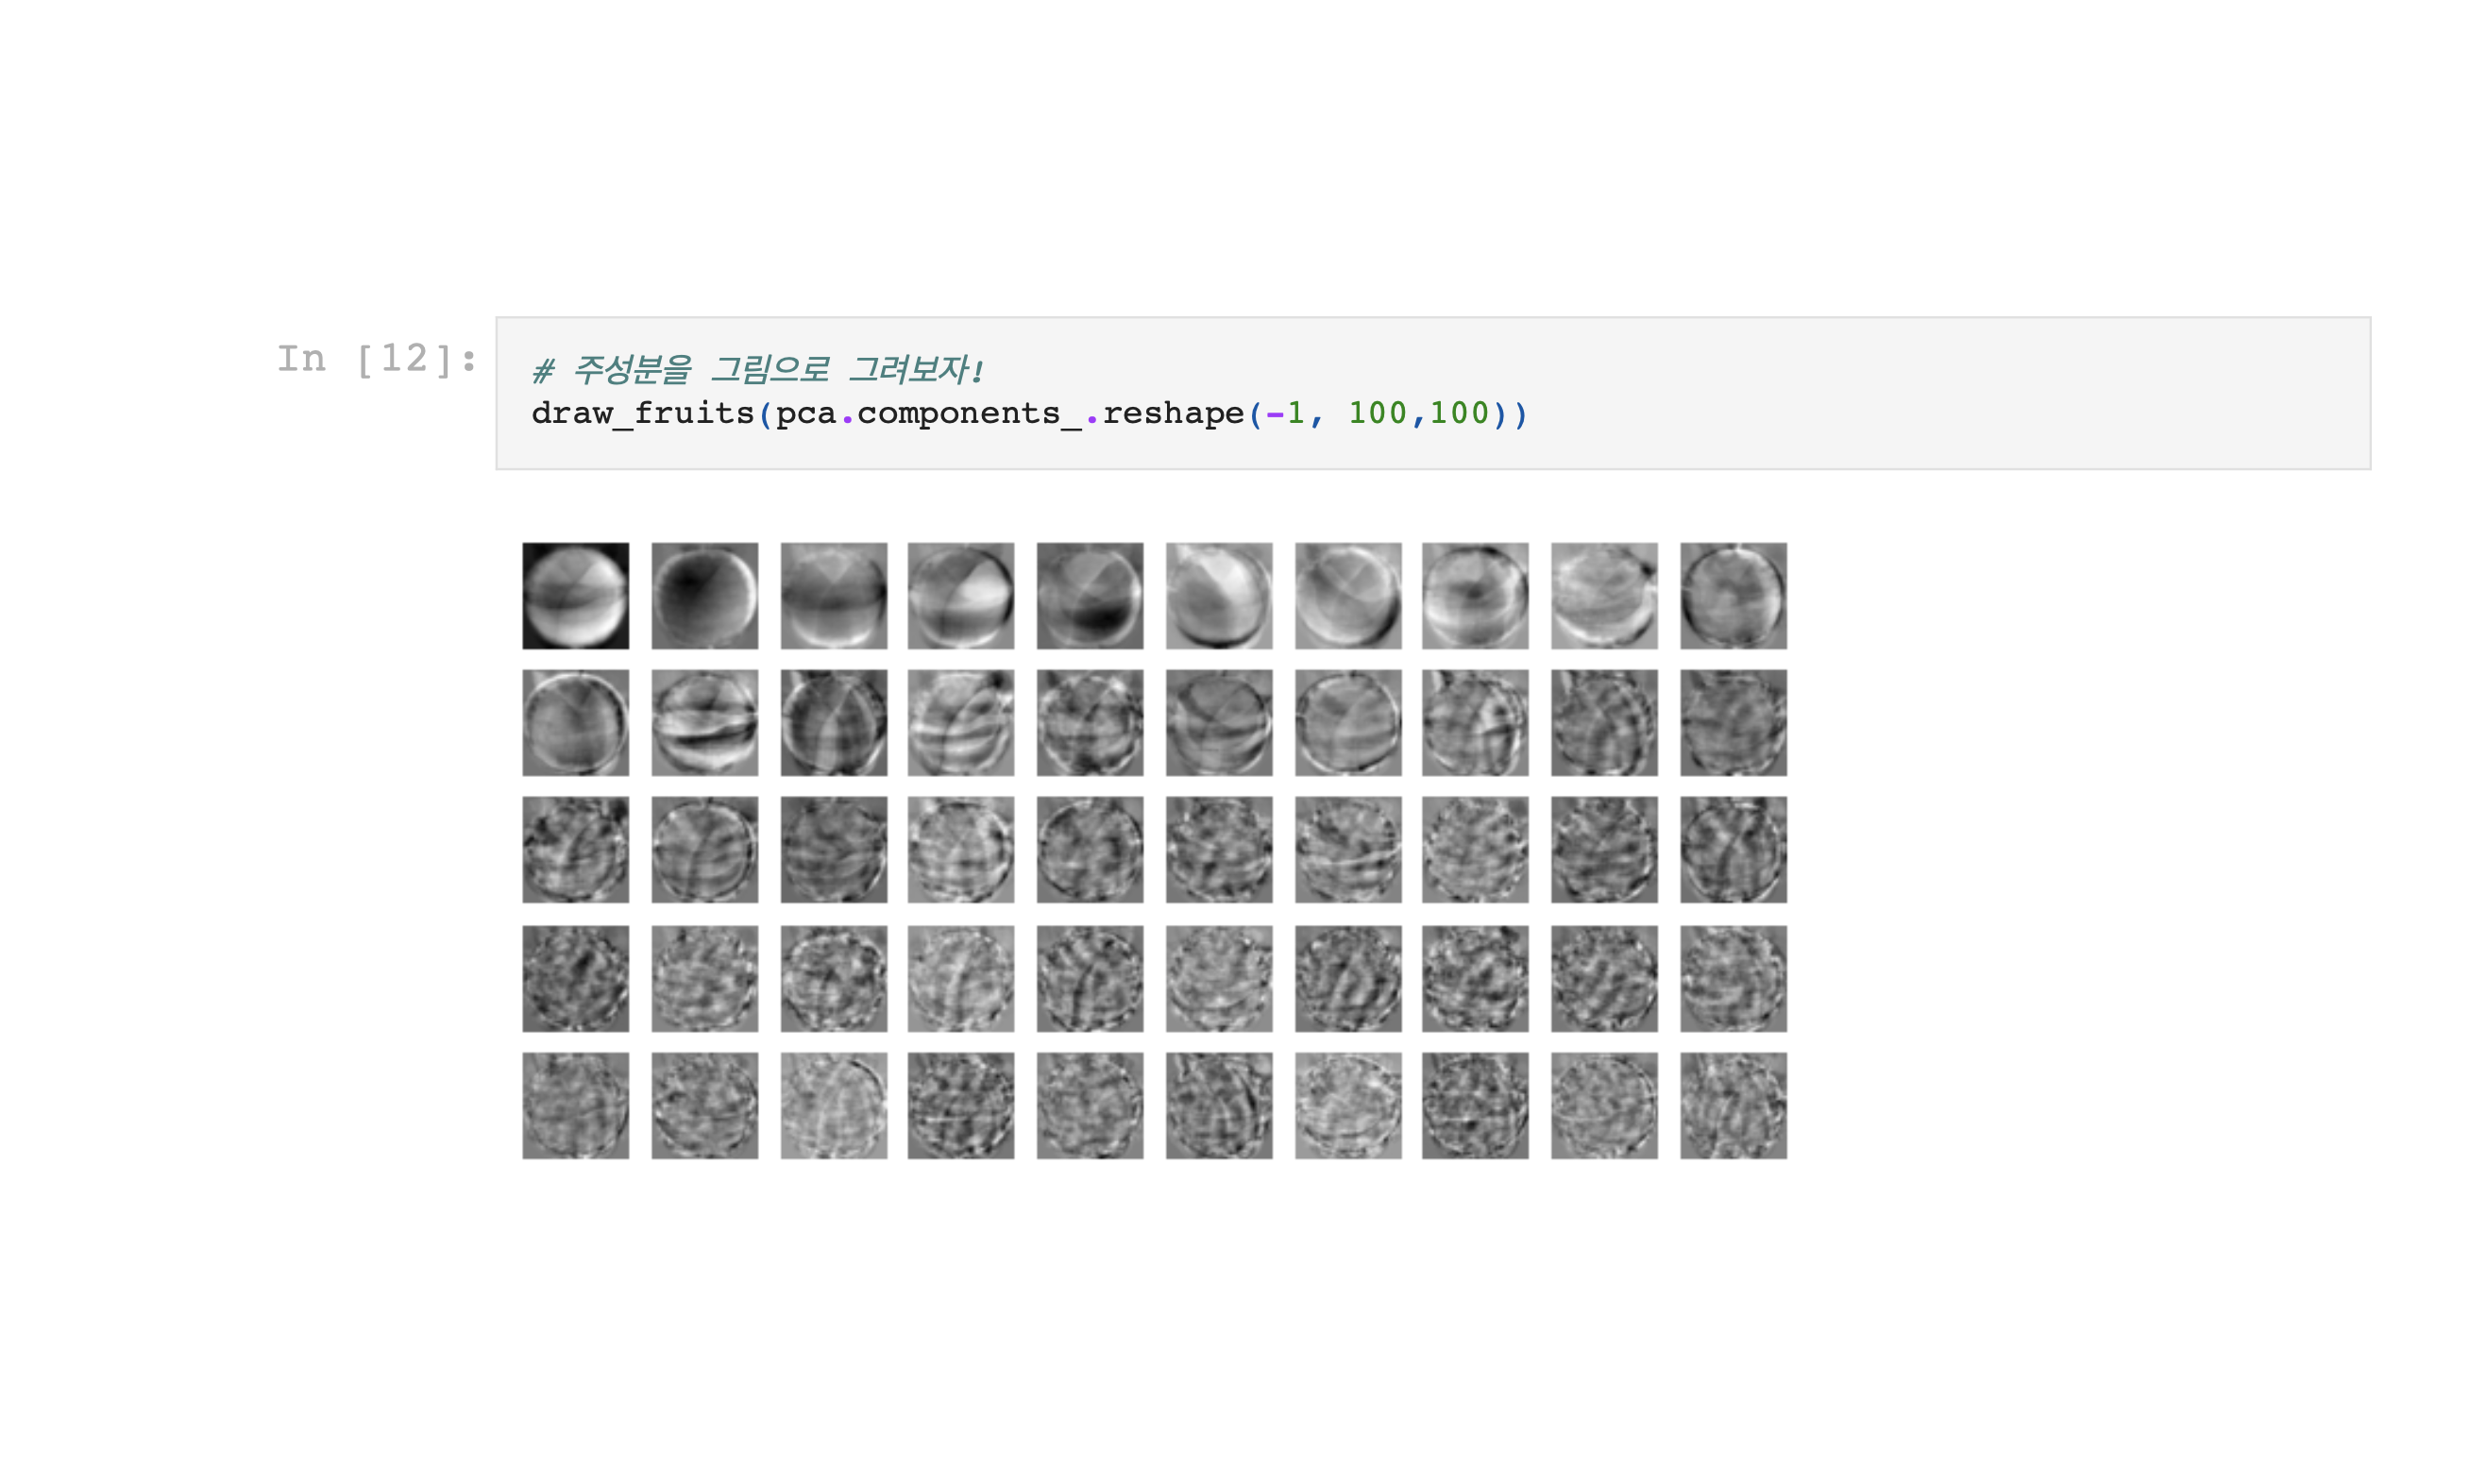 In [12]:
# 주성분을 그림으로 그려보자!
draw_fruits(pca.components_.reshape(-1, 100,100))